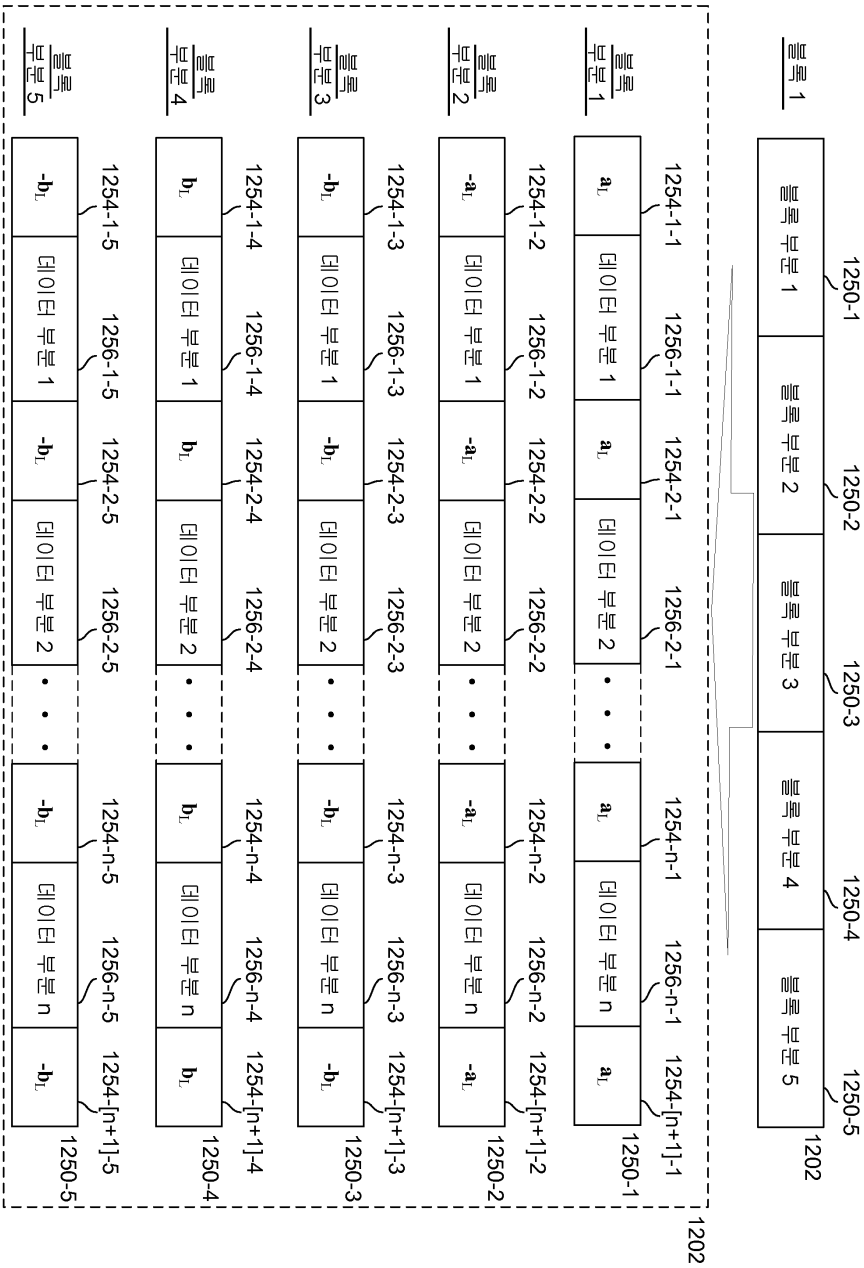 1250-1 1250-2 1250-3 1250-4 1250-5
블록 1 블록 부분 1 블록 부분 2 블록 부분 3 블록 부분 4 블록 부분 5
1202
1254-1-1 1256-1-1 1254-2-1 1256-2-1 1254-n-1 1256-n-1 1254-[n+1]-1
블록
부분 1
aL 데이터 부분 1 aL 데이터 부분 2 • • • aL 데이터 부분 n aL
1250-1
1254-1-2 1256-1-2 1254-2-2 1256-2-2 1254-n-2 1256-n-2 1254-[n+1]-2
블록
부분 2
-aL 데이터 부분 1 -aL 데이터 부분 2 • • • -aL 데이터 부분 n -aL
1250-2
1254-1-3 1256-1-3 1254-2-3 1256-2-3 1254-n-3 1256-n-3 1254-[n+1]-3
블록
부분 3
-bL 데이터 부분 1 -bL 데이터 부분 2 • • • -bL 데이터 부분 n -bL
1250-3
1254-1-4 1256-1-4 1254-2-4 1256-2-4 1254-n-4 1256-n-4 1254-[n+1]-4
블록
부분 4
bL 데이터 부분 1 bL 데이터 부분 2 • • • bL 데이터 부분 n bL
1250-4
1254-1-5 1256-1-5 1254-2-5 1256-2-5 1254-n-5 1256-n-5 1254-[n+1]-5
블록
부분 5
-bL 데이터 부분 1 -bL 데이터 부분 2 • • • -bL 데이터 부분 n -bL
1250-5
1202